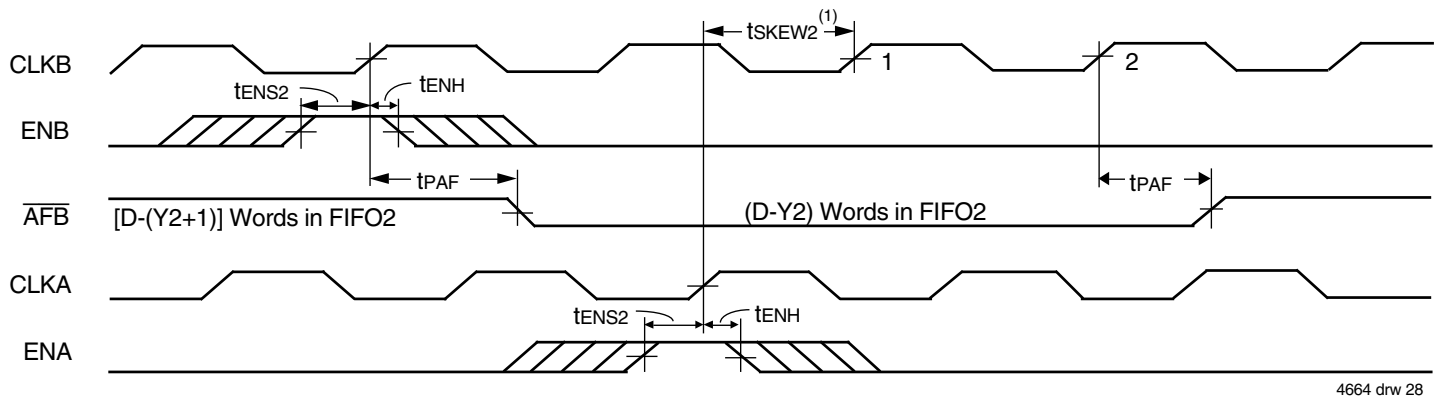 tSKEW2(1)
CLKB
1
2
tENS2
tENH
ENB
tPAF
tPAF
AFB
[D-(Y2+1)] Words in FIFO2
(D-Y2) Words in FIFO2
CLKA
tENS2
tENH
ENA
4664 drw 28